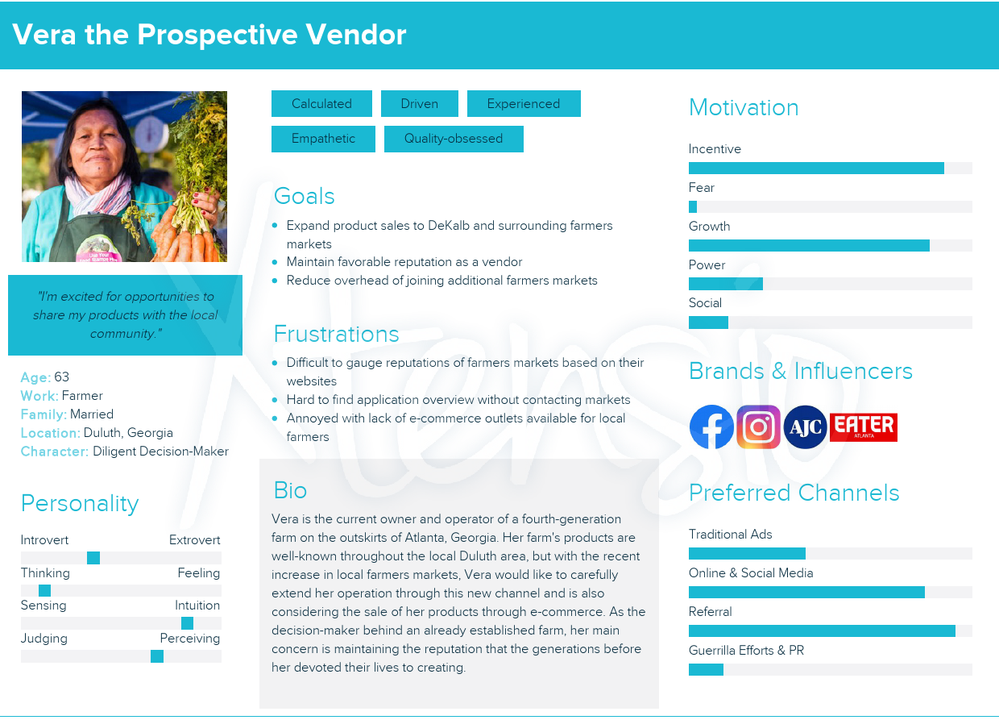 Vera the Prospective Vendor
"I'm excited for opportunities to
share my products with the local
community."
Age: 63
Work: Farmer
Family: Married
Location: Duluth, Georgia
Character: Diligent Decision-Maker
Personality
Introvert Extrovert
Thinking Feeling
Sensing Intuition
Judging Perceiving
Calculated Driven Experienced
Empathetic Quality-obsessed
Goals
Expand product sales to DeKalb and surrounding farmers
markets
Maintain favorable reputation as a vendor
Reduce overhead of joining additional farmers markets
Frustrations
Difficult to gauge reputations of farmers markets based on their
websites
Hard to find application overview without contacting markets
Annoyed with lack of e-commerce outlets available for local
farmers
Bio
Vera is the current owner and operator of a fourth-generation
farm on the outskirts of Atlanta, Georgia. Her farm's products are
well-known throughout the local Duluth area, but with the recent
increase in local farmers markets, Vera would like to carefully
extend her operation through this new channel and is also
considering the sale of her products through e-commerce. As the
decision-maker behind an already established farm, her main
concern is maintaining the reputation that the generations before
her devoted their lives to creating.
Motivation
Incentive
Fear
Growth
Power
Social
Brands & Influencers
AJC
EATER
ATLANTA
Preferred Channels
Traditional Ads
Online & Social Media
Referral
Guerrilla Efforts & PR
Xtensio